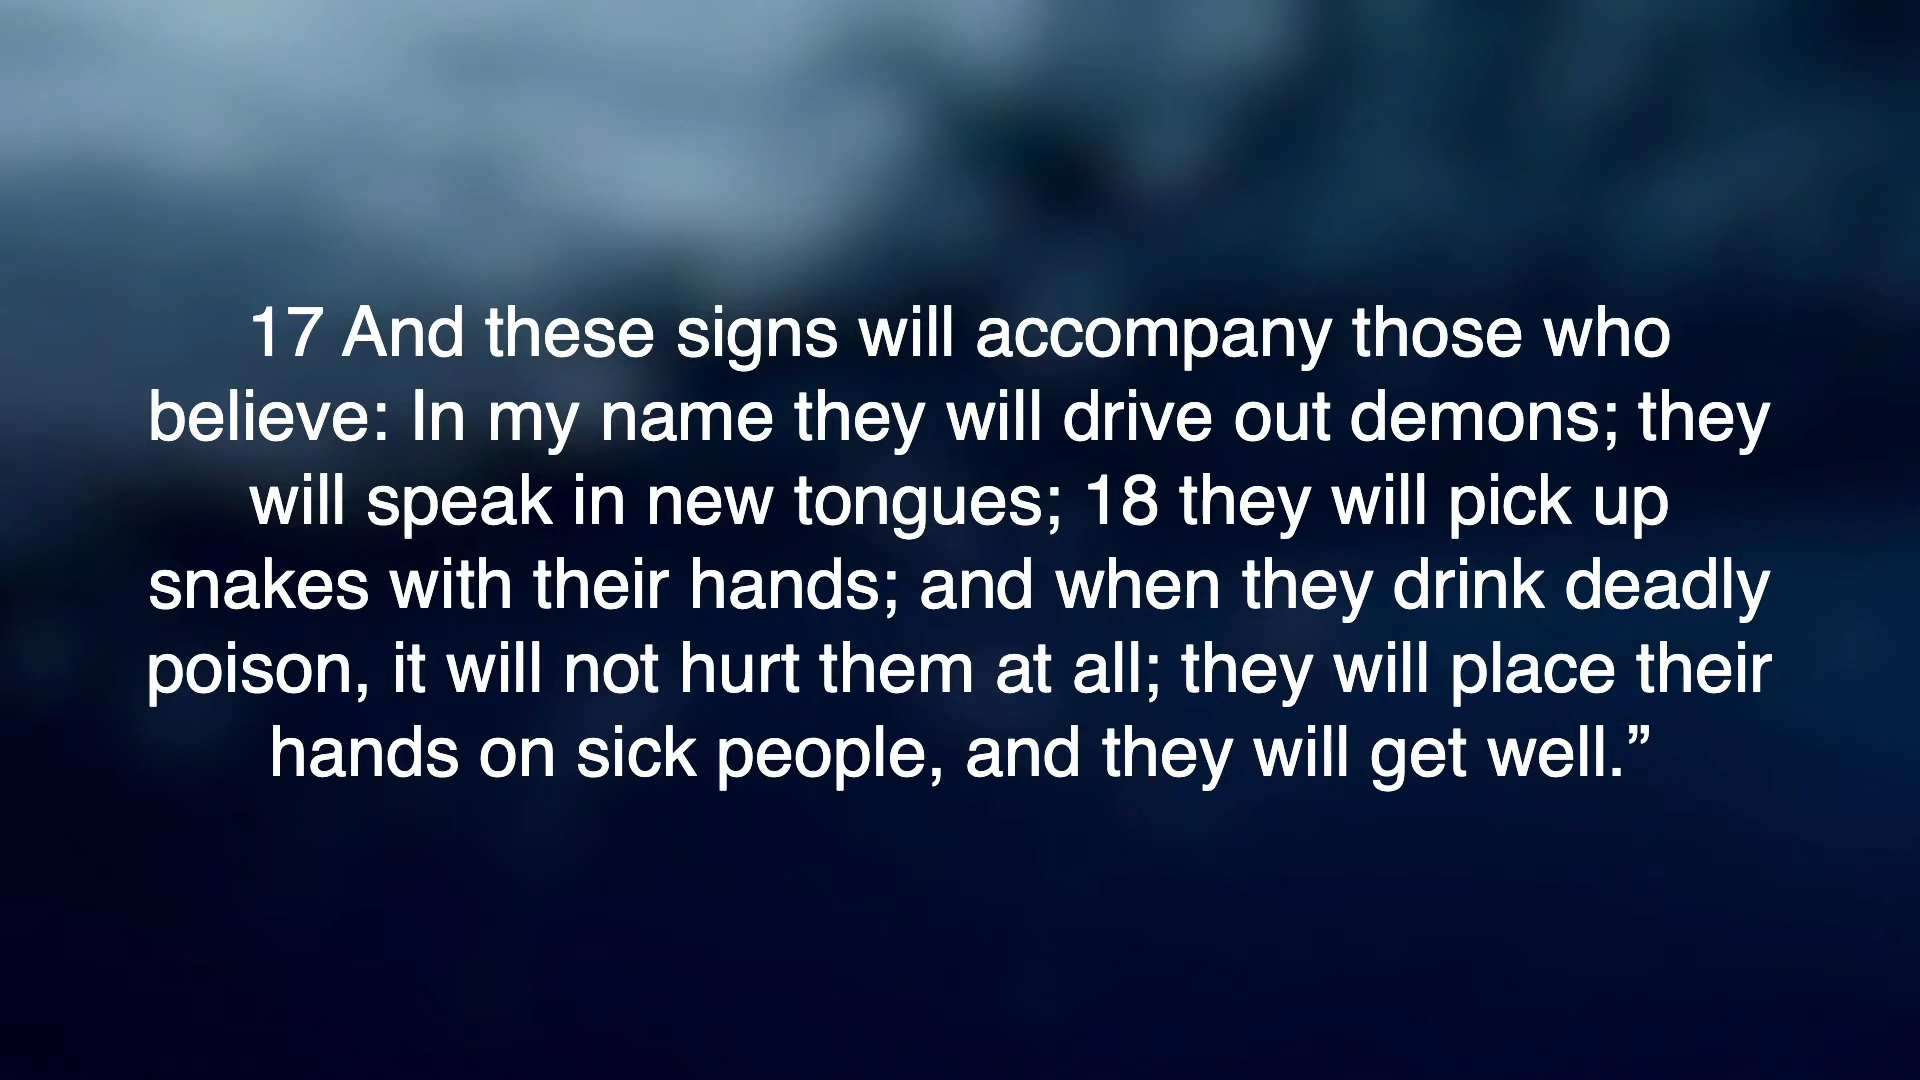 17 And these signs will accompany those who
believe: In my name they will drive out demons; they
will speak in new tongues; 18 they will pick up
snakes with their hands; and when they drink deadly
poison, it will not hurt them at all; they will place their
hands on sick people, and they will get well.”